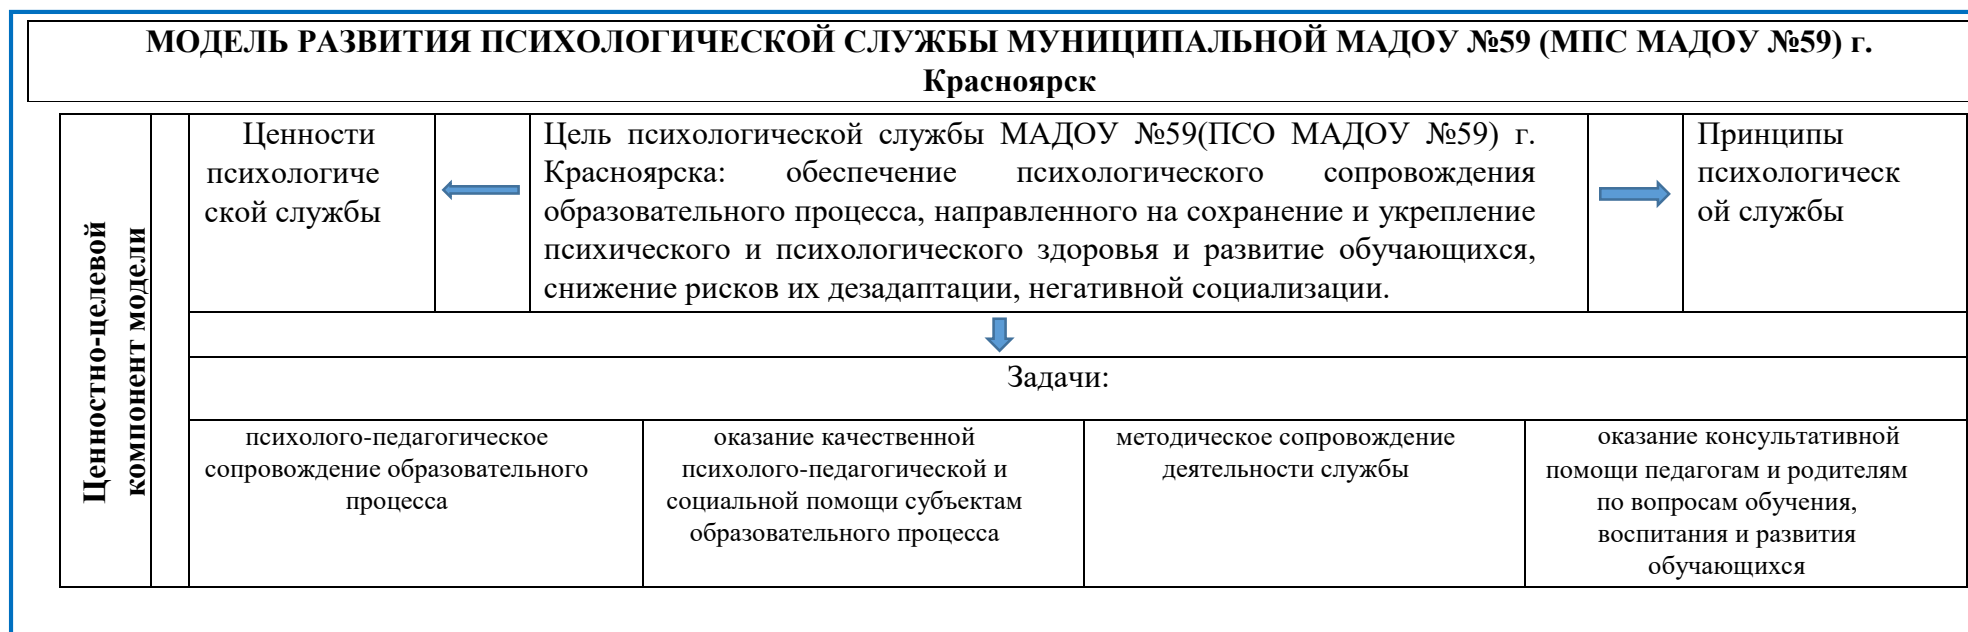 МОДЕЛЬ РАЗВИТИЯ ПСИХОЛОГИЧЕСКОЙ СЛУЖБЫ МУНИЦИПАЛЬНОЙ МАДОУ №59 (МПС МАДОУ №59) г.
Красноярск
Ценностно-целевой
компонент модели
Ценности
психологиче
ской службы
Цель психологической службы МАДОУ №59(ПСО МАДОУ №59) г.
Красноярска: обеспечение психологического сопровождения
образовательного процесса, направленного на сохранение и укрепление
психического и психологического здоровья и развитие обучающихся,
снижение рисков их дезадаптации, негативной социализации.
Принципы
психологическ
ой службы
Задачи:
психолого-педагогическое
сопровождение образовательного
процесса
оказание качественной
психолого-педагогической и
социальной помощи субъектам
образовательного процесса
методическое сопровождение
деятельности службы
оказание консультативной
помощи педагогам и родителям
по вопросам обучения,
воспитания и развития
обучающихся